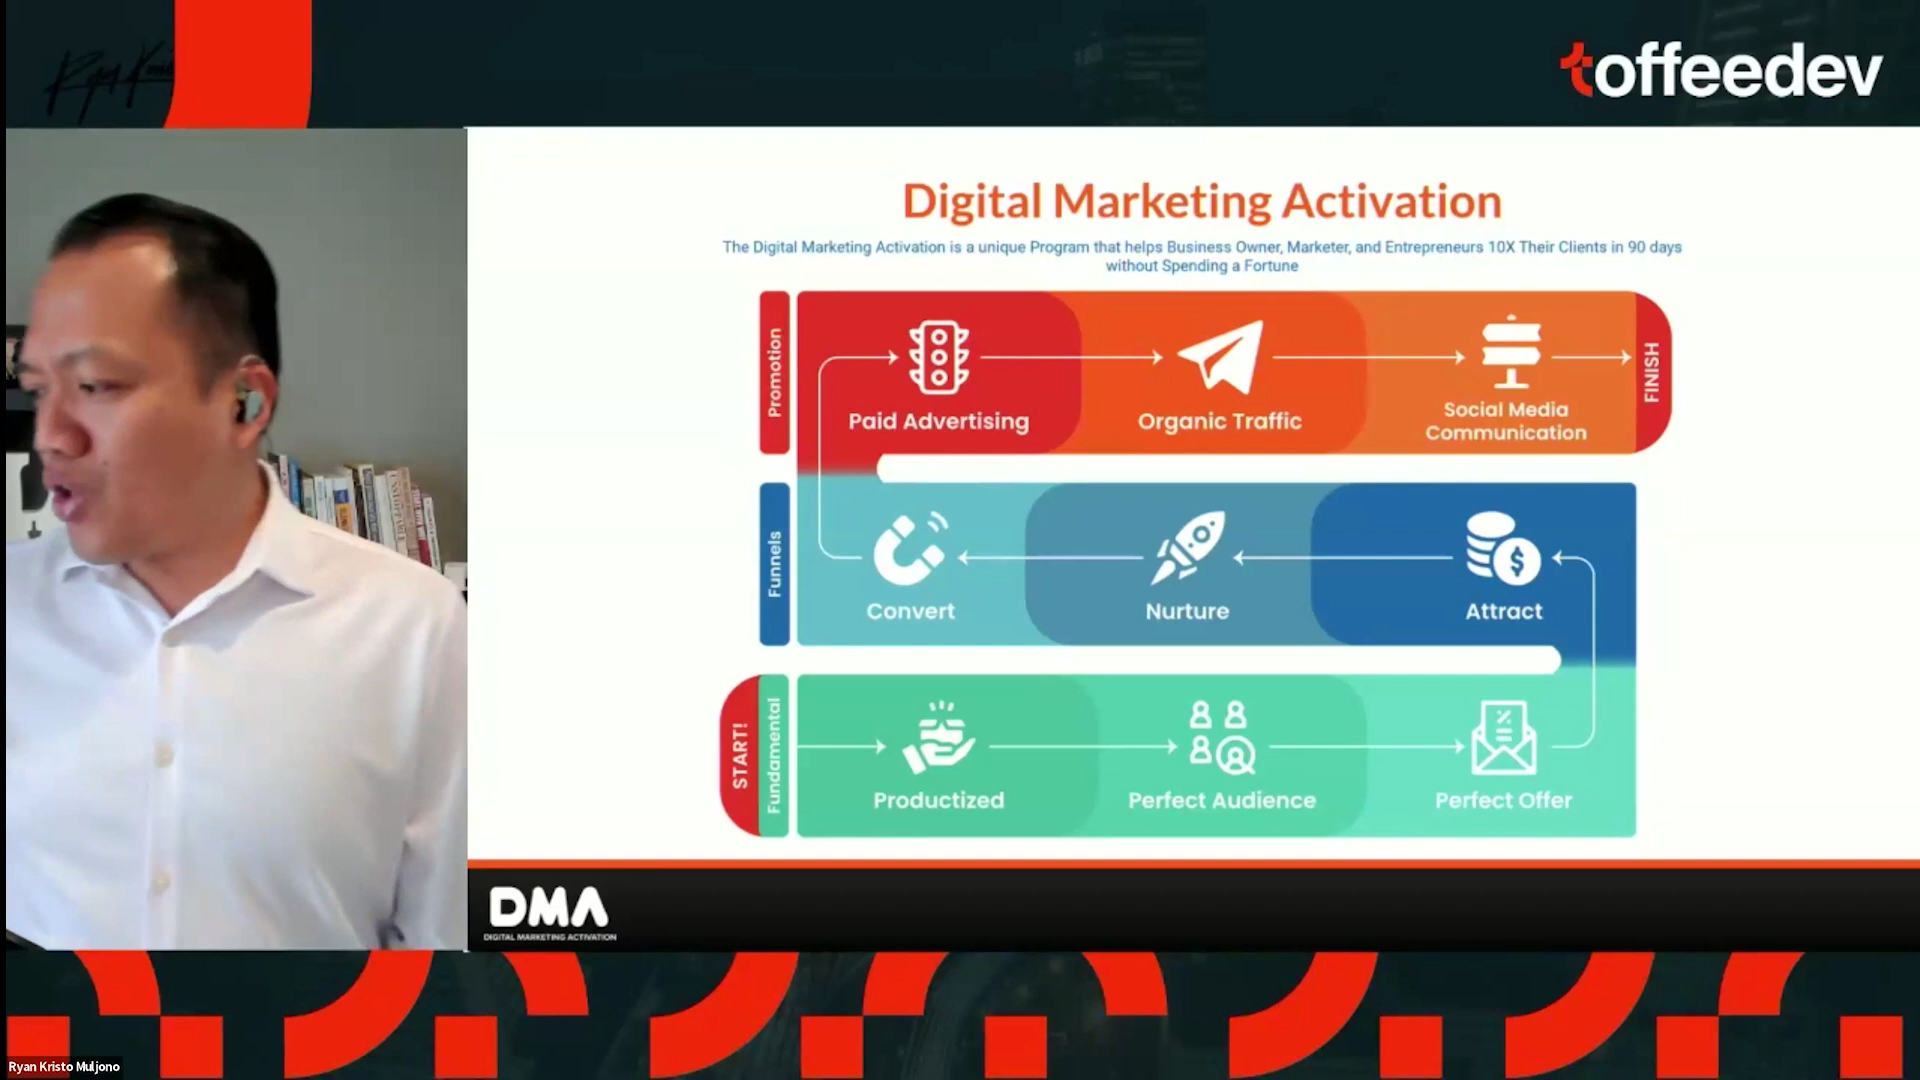 toffeedev
Digital Marketing Activation
The Digital Marketing Activation is a unique Program that helps Business Owner, Marketer, and Entrepreneurs 10X Their Clients in 90 days
without Spending a Fortune
Promotion
Paid Advertising
Organic Traffic
Social Media
Communication
FINISH
Funnels
Convert
Nurture
Attract
START!
Fundamental
Productized
Perfect Audience
Perfect Offer
DMA
DIGITAL MARKETING ACTIVATION
Ryan Kristo Muljono